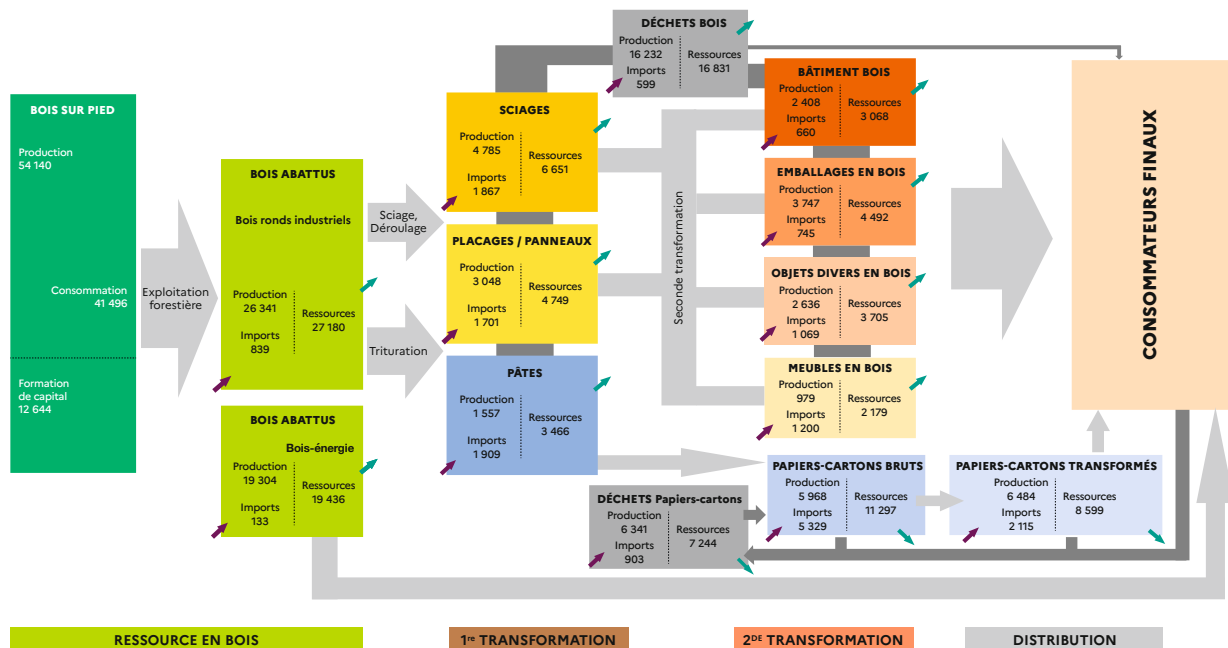 BOIS SUR PIED
Production
54 140
Consommation
41 496
Formation
de capital
12 644
Exploitation
forestière
BOIS ABATTUS
Bois ronds industriels
Production
26 341
Imports
839
Ressources
27 180
BOIS ABATTUS
Bois-énergie
Production
19 304
Imports
133
Ressources
19 436
Sciage,
Déroulage
Trituration
SCIAGES
Production
4 785
Imports
1 867
Ressources
6 651
PLACAGES / PANNEAUX
Production
3 048
Imports
1 701
Ressources
4 749
PÂTES
Production
1 557
Imports
1 909
Ressources
3 466
DÉCHETS BOIS
Production
16 232
Imports
599
Ressources
16 831
Seconde transformation
BÂTIMENT BOIS
Production
2 408
Imports
660
Ressources
3 068
EMBALLAGES EN BOIS
Production
3 747
Imports
745
Ressources
4 492
OBJETS DIVERS EN BOIS
Production
2 636
Imports
1 069
Ressources
3 705
MEUBLES EN BOIS
Production
979
Imports
1 200
Ressources
2 179
DÉCHETS Papiers-cartons
Production
6 341
Imports
903
Ressources
7 244
PAPIERS-CARTONS BRUTS
Production
5 968
Imports
5 329
Ressources
11 297
PAPIERS-CARTONS TRANSFORMÉS
Production
6 484
Imports
2 115
Ressources
8 599
CONSOMMATEURS FINAUX
RESSOURCE EN BOIS
1re TRANSFORMATION
2DE TRANSFORMATION
DISTRIBUTION